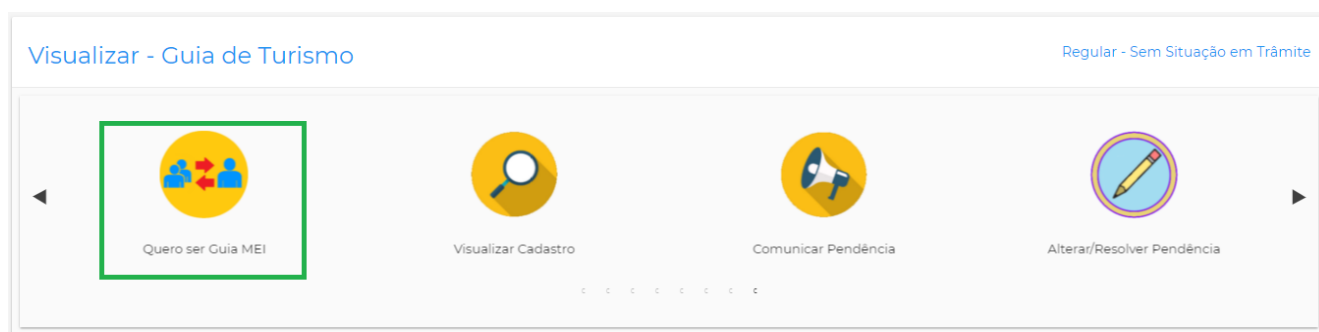 Visualizar - Guia de Turismo
Regular - Sem Situação em Trâmite
Quero ser Guia MEI
Visualizar Cadastro
Comunicar Pendência
Alterar/Resolver Pendência
c c c c c c c c